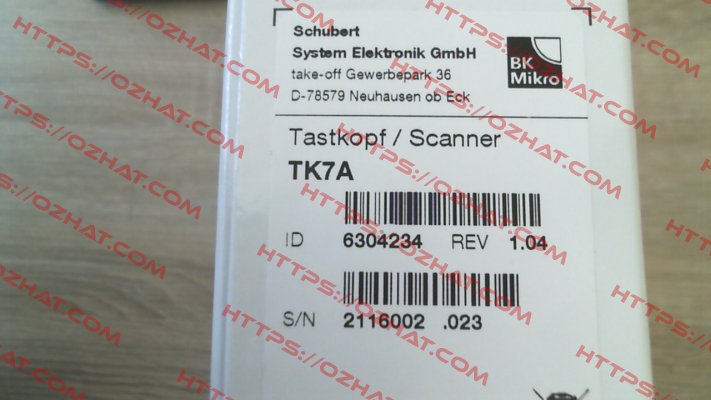 Schubert
System Elektronik GmbH
take-off Gewerbepark 36
D-78579 Neuhausen ob Eck
BK
Mikro
Tastkopf / Scanner
TK7A
ID 6304234 REV 1.04
S/N 2116002 .023
HTTPS://OZHAT.COM